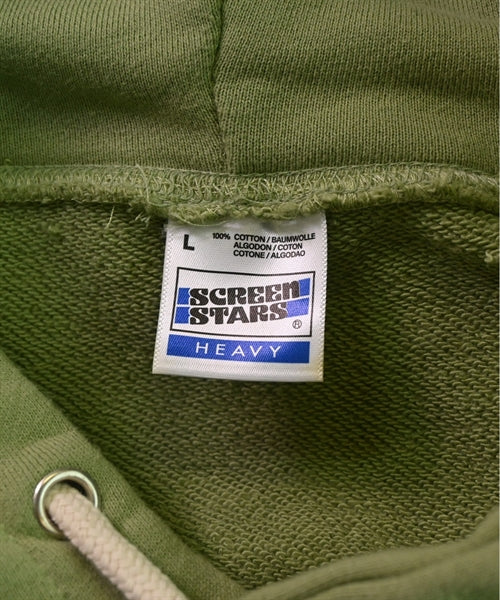 L
100% COTTON / BAUMWOLLE
ALGODON / COTON
COTONE / ALGODAO
SCREEN
STARS
®
HEAVY